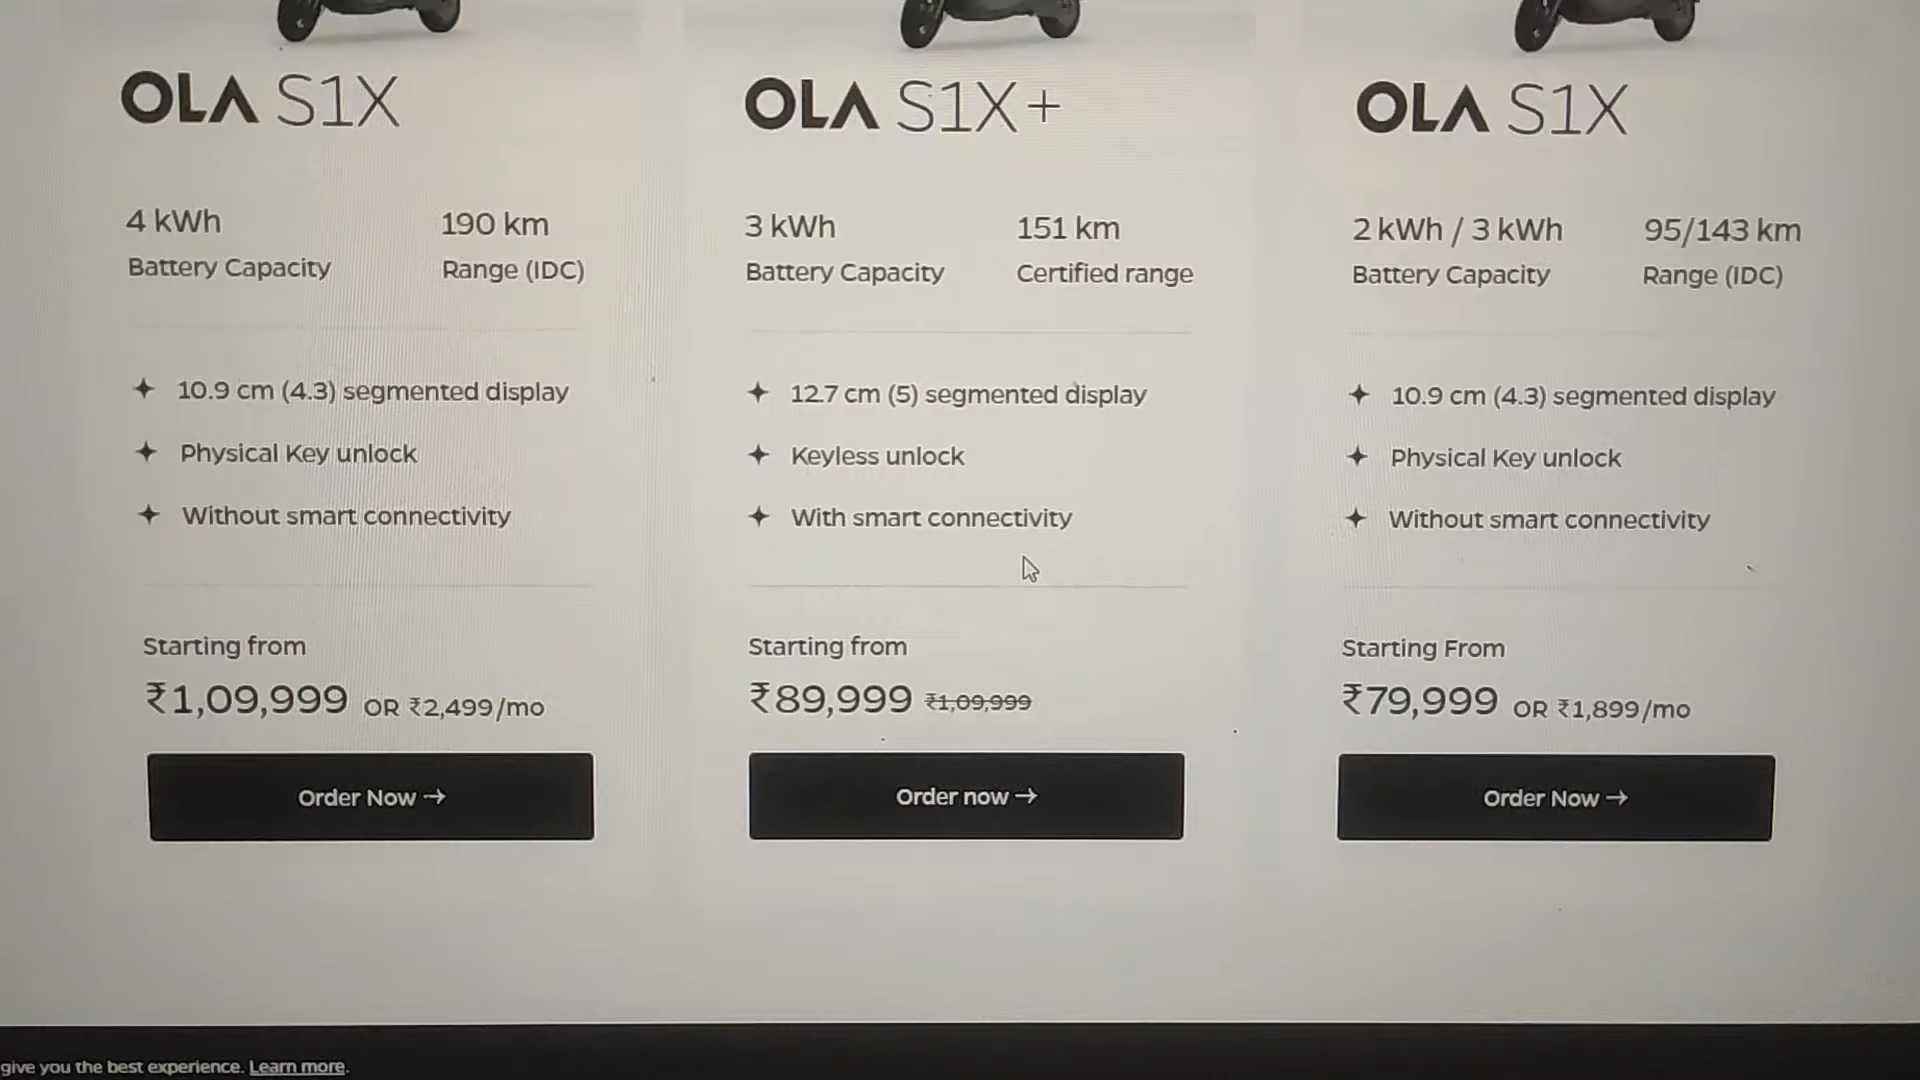 OLA S1X
4 kWh
Battery Capacity
190 km
Range (IDC)
10.9 cm (4.3) segmented display
Physical Key unlock
Without smart connectivity
Starting from
₹1,09,999 OR ₹2,499/mo
Order Now →
OLA S1X+
3 kWh
Battery Capacity
151 km
Certified range
12.7 cm (5) segmented display
Keyless unlock
With smart connectivity
Starting from
₹89,999 ₹1,09,999
Order now →
OLA S1X
2 kWh / 3 kWh
Battery Capacity
95/143 km
Range (IDC)
10.9 cm (4.3) segmented display
Physical Key unlock
Without smart connectivity
Starting From
₹79,999 OR ₹1,899/mo
Order Now →
give you the best experience. Learn more.